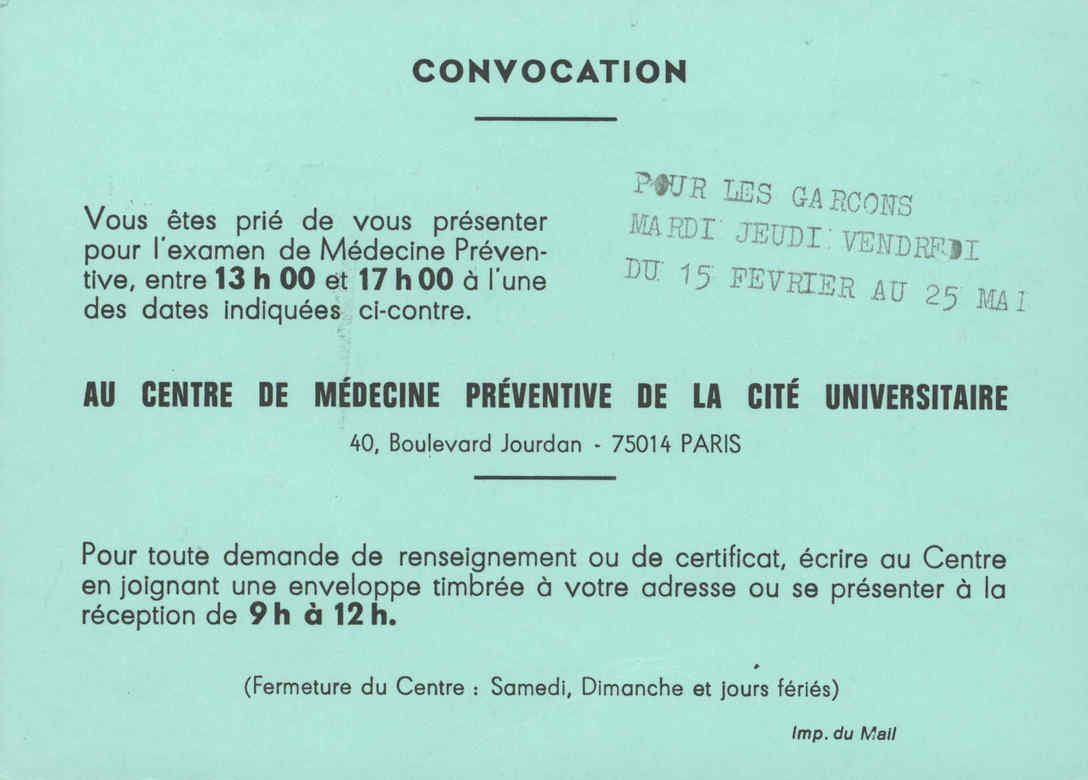 CONVOCATION
Vous êtes prié de vous présenter
pour l'examen de Médecine Préven-
tive, entre 13 h 00 et 17 h 00 à l'une
des dates indiquées ci-contre.
POUR LES GARCONS
MARDI JEUDI VENDREDI
DU 15 FEVRIER AU 25 MAI
AU CENTRE DE MÉDECINE PRÉVENTIVE DE LA CITÉ UNIVERSITAIRE
40, Boulevard Jourdan - 75014 PARIS
Pour toute demande de renseignement ou de certificat, écrire au Centre
en joignant une enveloppe timbrée à votre adresse ou se présenter à la
réception de 9 h à 12 h.
(Fermeture du Centre : Samedi, Dimanche et jours fériés)
Imp. du Mail